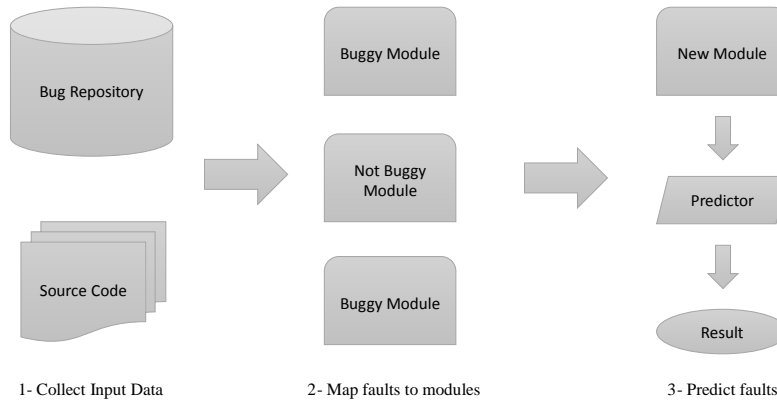 Bug Repository
Source Code
1- Collect Input Data
Buggy Module
Not Buggy
Module
Buggy Module
2- Map faults to modules
New Module
Predictor
Result
3- Predict faults